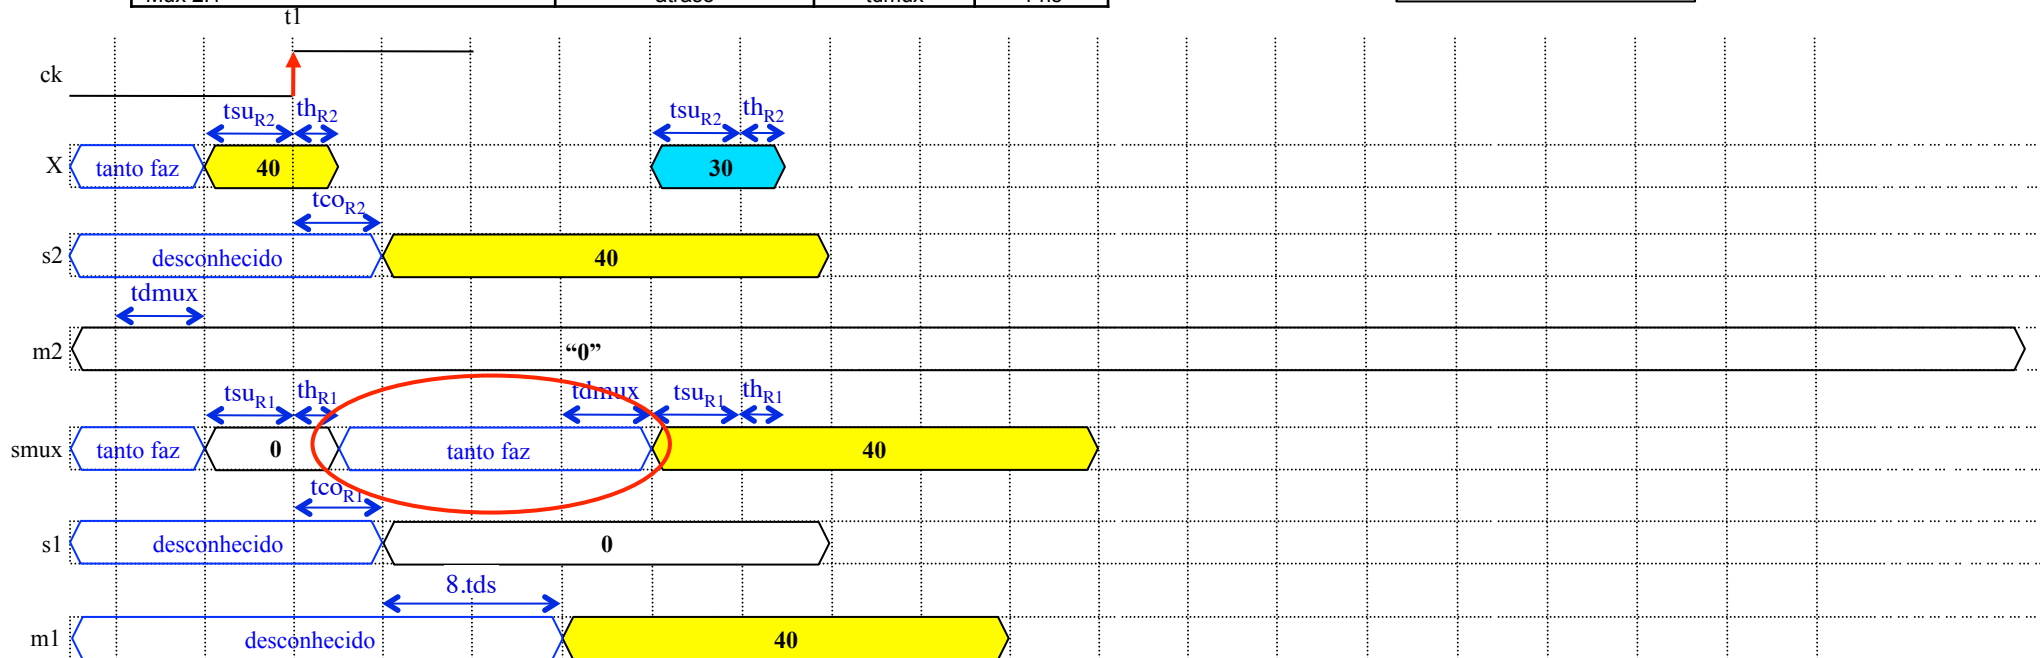 t1
ck
tsuR2 thR2 tsuR2 thR2
X tanto faz 40 30
tcoR2
s2 desconhecido 40
tdmux
m2 “0”
tsuR1 thR1 tdmux tsuR1 thR1
smux tanto faz 0 tanto faz 40
tcoR1
s1 desconhecido 0
8.tds
m1 desconhecido 40